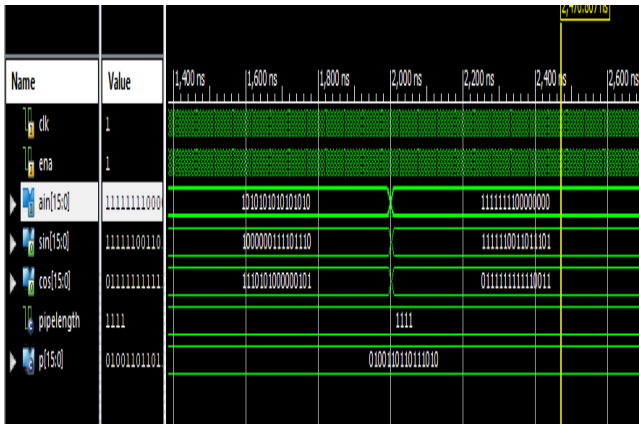 2,470.807 ns
Name Value 1,400 ns 1,600 ns 1,800 ns 2,000 ns 2,200 ns 2,400 ns 2,600 ns
clk 1
ena 1
ain[15:0] 1111111100 1010101010101010 1111111100000000
sin[15:0] 11111100110 1000000111101110 1111110011011101
cos[15:0] 01111111111 1110101000000101 0111111111110011
pipelength 1111 1111
p[15:0] 01001101101 0100110110111010